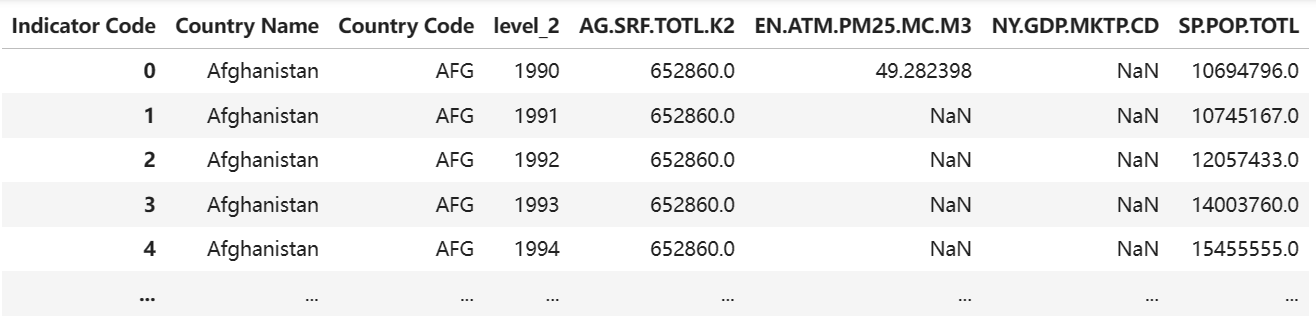 Indicator Code Country Name Country Code level_2 AG.SRF.TOTL.K2 EN.ATM.PM25.MC.M3 NY.GDP.MKTP.CD SP.POP.TOTL
0 Afghanistan AFG 1990 652860.0 49.282398 NaN 10694796.0
1 Afghanistan AFG 1991 652860.0 NaN NaN 10745167.0
2 Afghanistan AFG 1992 652860.0 NaN NaN 12057433.0
3 Afghanistan AFG 1993 652860.0 NaN NaN 14003760.0
4 Afghanistan AFG 1994 652860.0 NaN NaN 15455555.0
... ... ... ... ... ... ... ...